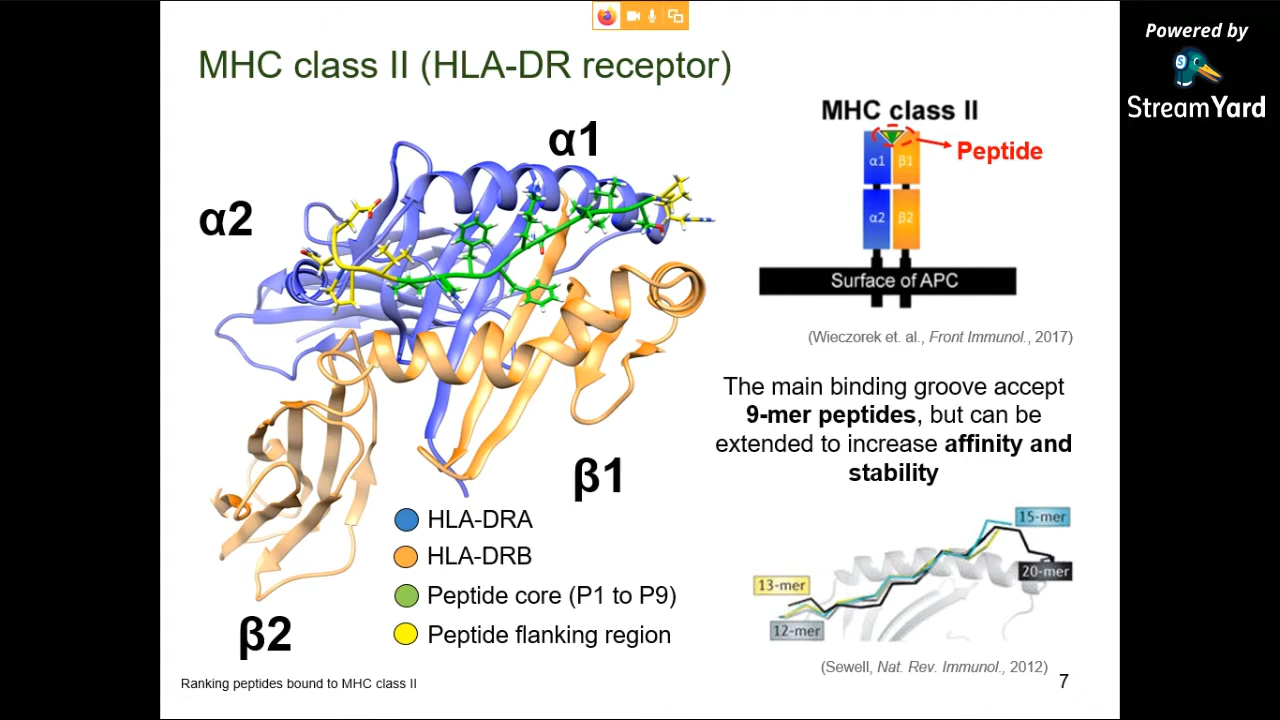 Powered by
StreamYard
MHC class II (HLA-DR receptor)
α1
α2
β1
β2
HLA-DRA
HLA-DRB
Peptide core (P1 to P9)
Peptide flanking region
MHC class II
Peptide
α1
β1
α2
β2
Surface of APC
(Wieczorek et. al., Front Immunol., 2017)
The main binding groove accept
9-mer peptides, but can be
extended to increase affinity and
stability
15-mer
20-mer
13-mer
12-mer
(Sewell, Nat. Rev. Immunol., 2012)
Ranking peptides bound to MHC class II
7